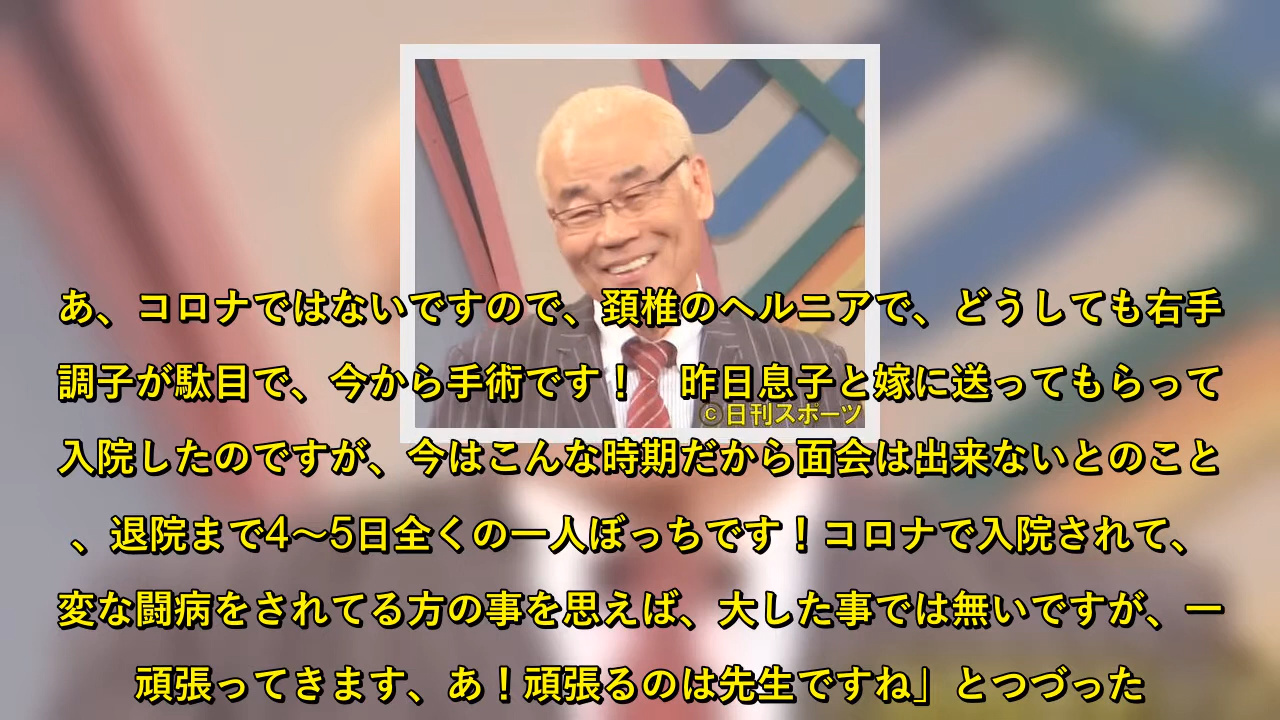 ©日刊スポーツ
あ、コロナではないですので、頚椎のヘルニアで、どうしても右手
調子が駄目で、今から手術です！　昨日息子と嫁に送ってもらって
入院したのですが、今はこんな時期だから面会は出来ないとのこと
、退院まで4〜5日全くの一人ぼっちです！コロナで入院されて、
変な闘病をされてる方の事を思えば、大した事では無いですが、一
頑張ってきます、あ！頑張るのは先生ですね」とつづった